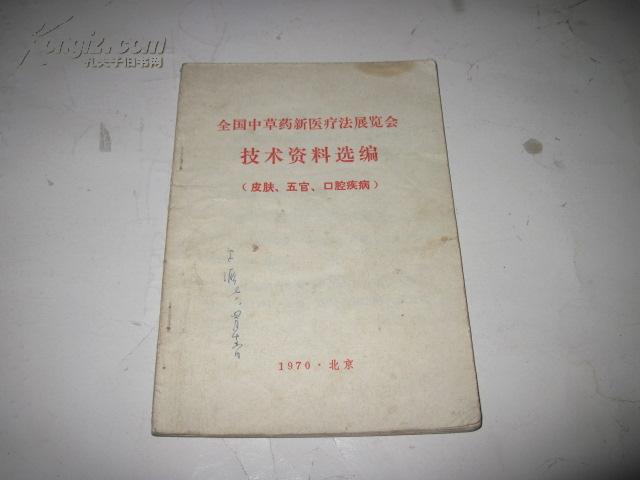 Kongfz.com
孔夫子旧书网
全国中草药新医疗法展览会
技术资料选编
（皮肤、五官、口腔疾病）
1970·北京